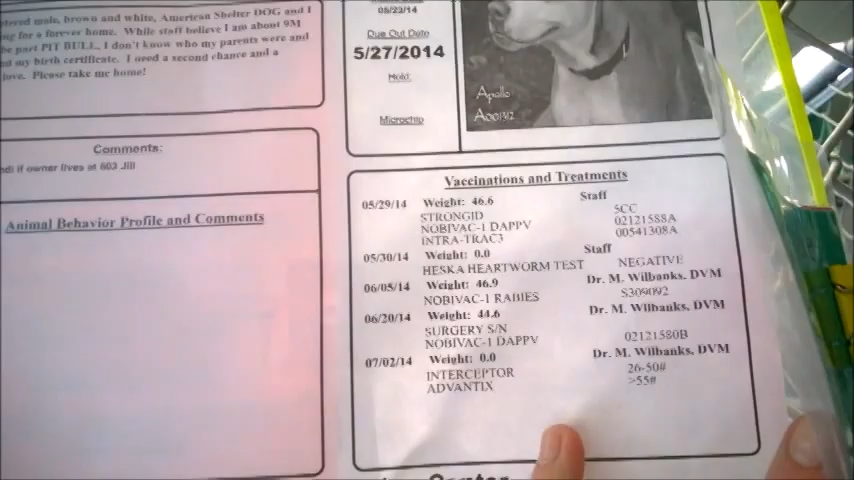 tered male, brown and white, American Shelter DOG and I
ng for a forever home. While staff believe I am about 9M
be part PIT BULL, I don't know who my parents were and
nd my birth certificate. I need a second chance and a
love. Please take me home!
Comments:
if owner lives at 603 Jill
Animal Behavior Profile and Comments
05/23/14
Due Out Date
5/27/2014
Hold:
Microchip
Apollo
Vaccinations and Treatments
05/29/14 Weight: 46.6 Staff
STRONGID 5CC
NOBIVAC-1 DAPPV 02121588A
INTRA-TRAC3 00541308A
05/30/14 Weight: 0.0 Staff
HESKA HEARTWORM TEST NEGATIVE
06/05/14 Weight: 46.9 Dr. M. Wilbanks, DVM
NOBIVAC-1 RABIES S309092
06/20/14 Weight: 44.6 Dr. M. Wilbanks, DVM
SURGERY S/N
NOBIVAC-1 DAPPV 02121580B
07/02/14 Weight: 0.0 Dr. M. Wilbanks, DVM
INTERCEPTOR 26-50#
ADVANTIX >55#
Center